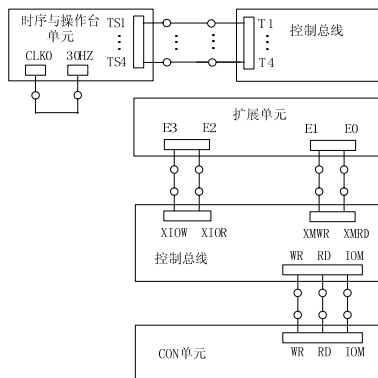 时序与操作台
单元
TS1
⋮
TS4
CLK0 30HZ
T1
⋮
T4
控制总线
扩展单元
E3 E2 E1 E0
XIOW XIOR XMWR XMRD
控制总线
WR RD IOM
CON单元
WR RD IOM